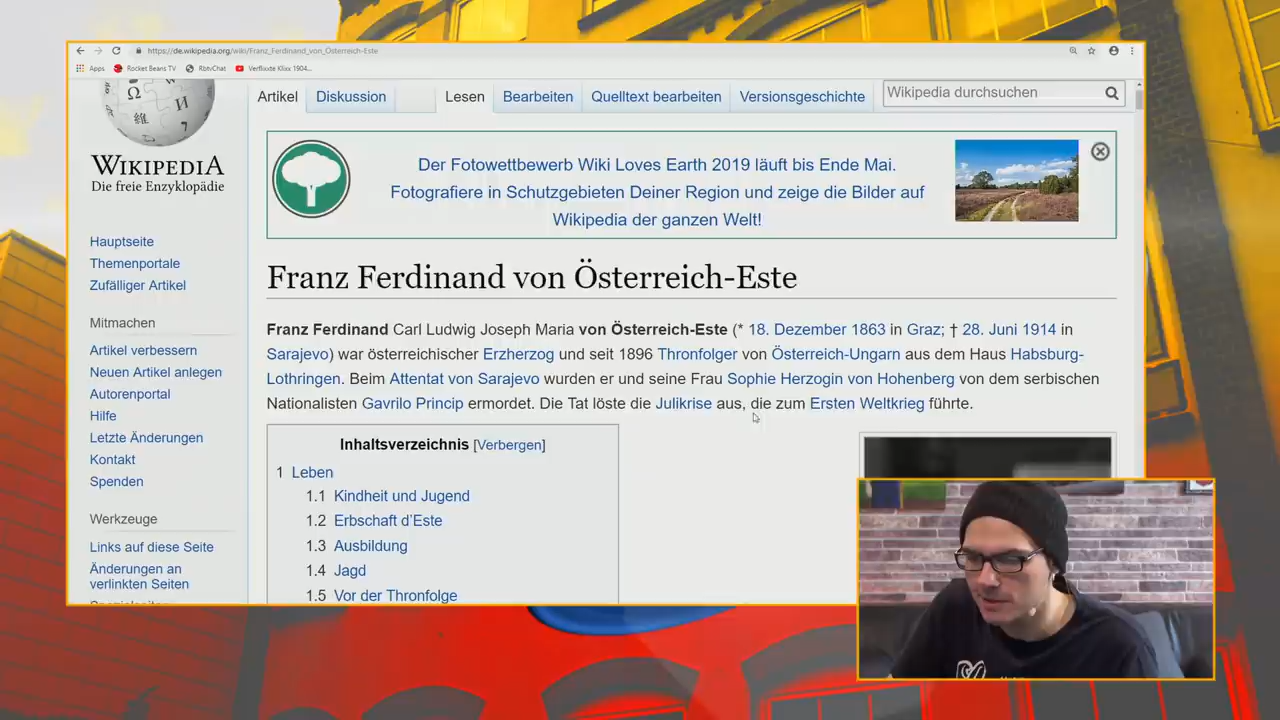 https://de.wikipedia.org/wiki/Franz_Ferdinand_von_Österreich-Este
Apps Rocket Beans TV RbtvChat Verflixxte Klixx 1904...
WIKIPEDIA
Die freie Enzyklopädie
Artikel Diskussion Lesen Bearbeiten Quelltext bearbeiten Versionsgeschichte Wikipedia durchsuchen
Der Fotowettbewerb Wiki Loves Earth 2019 läuft bis Ende Mai.
Fotografiere in Schutzgebieten Deiner Region und zeige die Bilder auf
Wikipedia der ganzen Welt!
Hauptseite
Themenportale
Zufälliger Artikel
Mitmachen
Artikel verbessern
Neuen Artikel anlegen
Autorenportal
Hilfe
Letzte Änderungen
Kontakt
Spenden
Werkzeuge
Links auf diese Seite
Änderungen an
verlinkten Seiten
Franz Ferdinand von Österreich-Este
Franz Ferdinand Carl Ludwig Joseph Maria von Österreich-Este (* 18. Dezember 1863 in Graz; † 28. Juni 1914 in
Sarajevo) war österreichischer Erzherzog und seit 1896 Thronfolger von Österreich-Ungarn aus dem Haus Habsburg-
Lothringen. Beim Attentat von Sarajevo wurden er und seine Frau Sophie Herzogin von Hohenberg von dem serbischen
Nationalisten Gavrilo Princip ermordet. Die Tat löste die Julikrise aus, die zum Ersten Weltkrieg führte.
Inhaltsverzeichnis [Verbergen]
1 Leben
1.1 Kindheit und Jugend
1.2 Erbschaft d'Este
1.3 Ausbildung
1.4 Jagd
1.5 Vor der Thronfolge